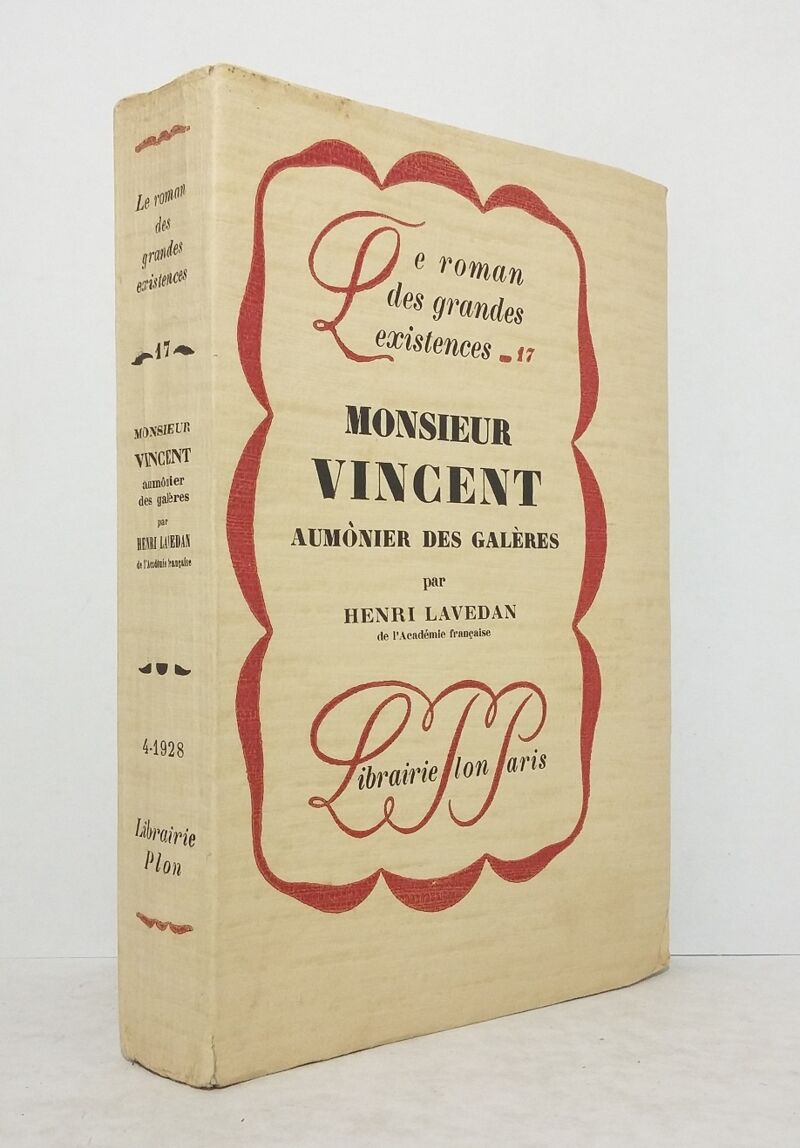 Le roman
des
grandes
existences
17
MONSIEUR
VINCENT
aumônier
des galères
par
HENRI LAVEDAN
de l'Académie française
4-1928
Librairie
Plon
Le roman
des grandes
existences - 17
MONSIEUR
VINCENT
AUMÒNIER DES GALÈRES
par
HENRI LAVEDAN
de l'Académie française
Librairie Plon Paris